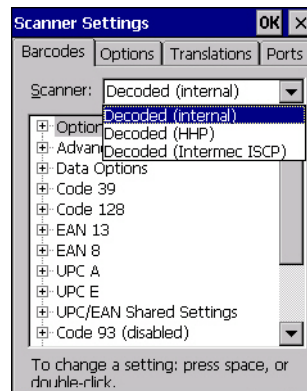 Scanner Settings OK ×
Barcodes Options Translations Ports
Scanner: Decoded (internal)
Decoded (internal)
Decoded (HHP)
Decoded (Intermec ISCP)
Option
Advan
Data Options
Code 39
Code 128
EAN 13
EAN 8
UPC A
UPC E
UPC/EAN Shared Settings
Code 93 (disabled)
To change a setting: press space, or
double-click.